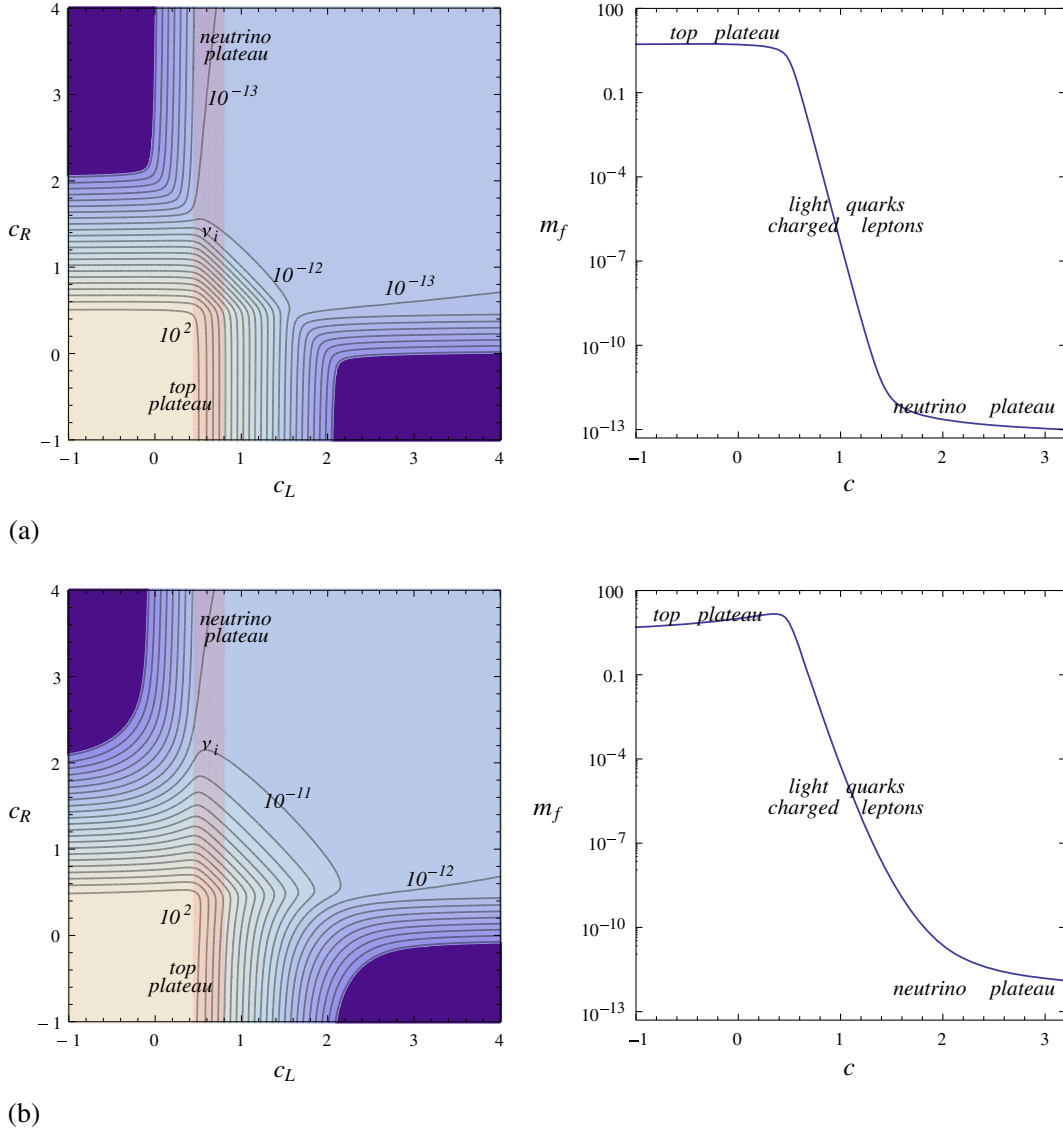 4
3
2
1
0
−1
c_R
−1
0
1
2
3
4
c_L
neutrino
plateau
10^−13
ν_i
10^−12
10^−13
10^2
top
plateau
100
0.1
10^−4
10^−7
10^−10
10^−13
m_f
−1
0
1
2
3
c
top plateau
light quarks
charged leptons
neutrino plateau
(a)
4
3
2
1
0
−1
c_R
−1
0
1
2
3
4
c_L
neutrino
plateau
ν_i
10^−11
10^−12
10^2
top
plateau
100
0.1
10^−4
10^−7
10^−10
10^−13
m_f
−1
0
1
2
3
c
top plateau
light quarks
charged leptons
neutrino plateau
(b)